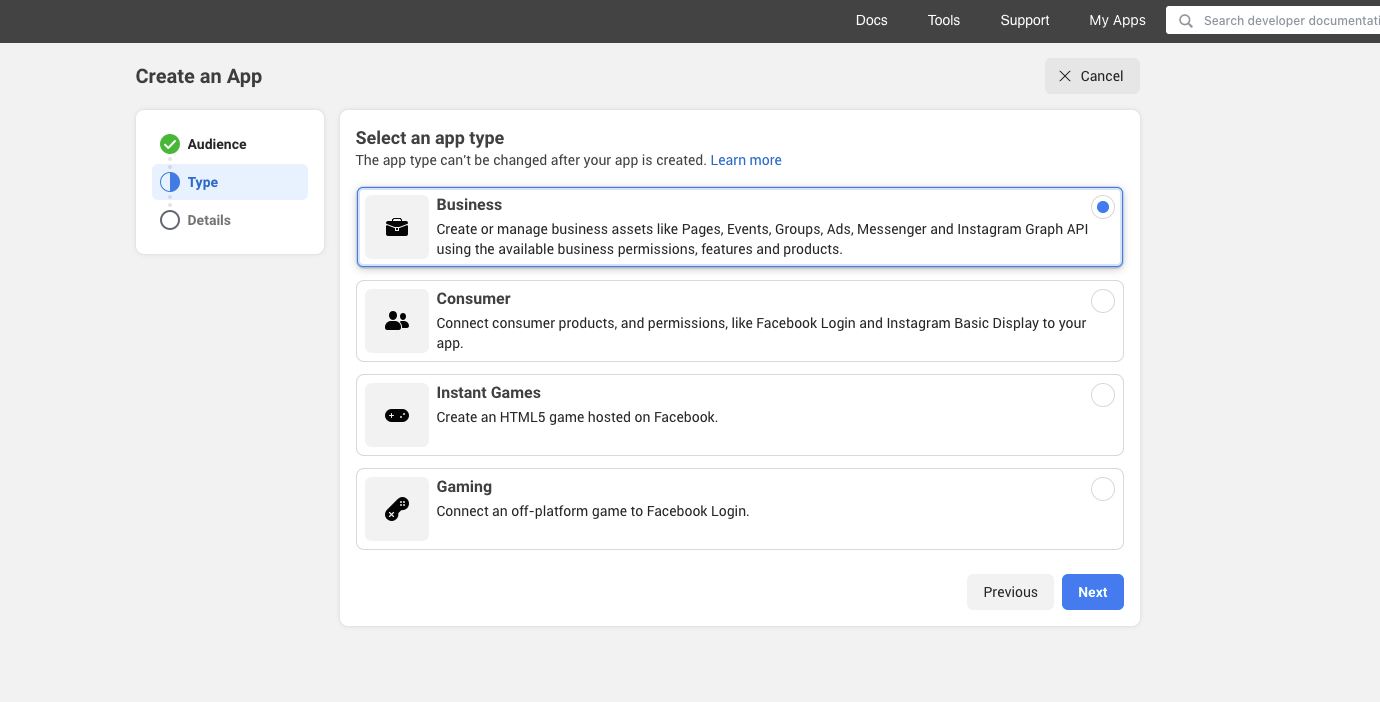 Docs Tools Support My Apps Search developer documentati
Create an App
Cancel
Audience
Type
Details
Select an app type
The app type can't be changed after your app is created. Learn more
Business
Create or manage business assets like Pages, Events, Groups, Ads, Messenger and Instagram Graph API
using the available business permissions, features and products.
Consumer
Connect consumer products, and permissions, like Facebook Login and Instagram Basic Display to your
app.
Instant Games
Create an HTML5 game hosted on Facebook.
Gaming
Connect an off-platform game to Facebook Login.
Previous Next